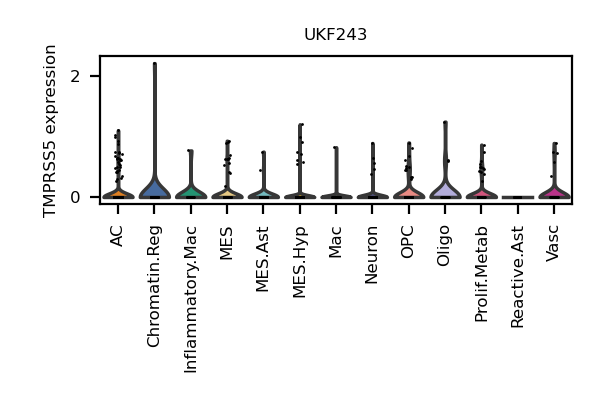 UKF243
TMPRSS5 expression
2
0
AC
Chromatin.Reg
Inflammatory.Mac
MES
MES.Ast
MES.Hyp
Mac
Neuron
OPC
Oligo
Prolif.Metab
Reactive.Ast
Vasc